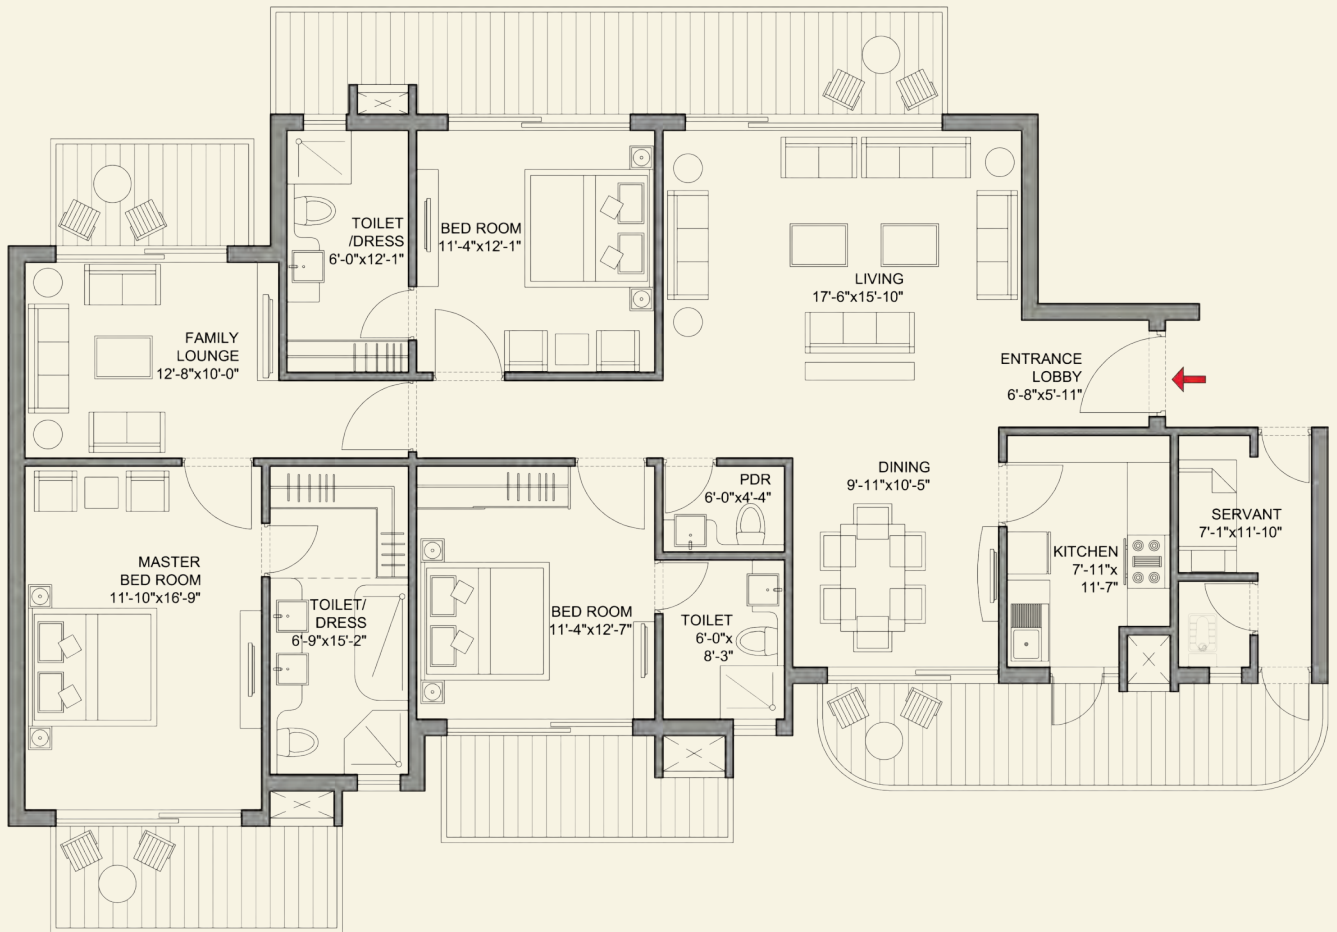 TOILET
/DRESS
6'-0"x12'-1"
BED ROOM
11'-4"x12'-1"
LIVING
17'-6"x15'-10"
FAMILY
LOUNGE
12'-8"x10'-0"
ENTRANCE
LOBBY
6'-8"x5'-11"
MASTER
BED ROOM
11'-10"x16'-9"
TOILET/
DRESS
6'-9"x15'-2"
BED ROOM
11'-4"x12'-7"
PDR
6'-0"x4'-4"
TOILET
6'-0"x
8'-3"
DINING
9'-11"x10'-5"
KITCHEN
7'-11"x
11'-7"
SERVANT
7'-1"x11'-10"